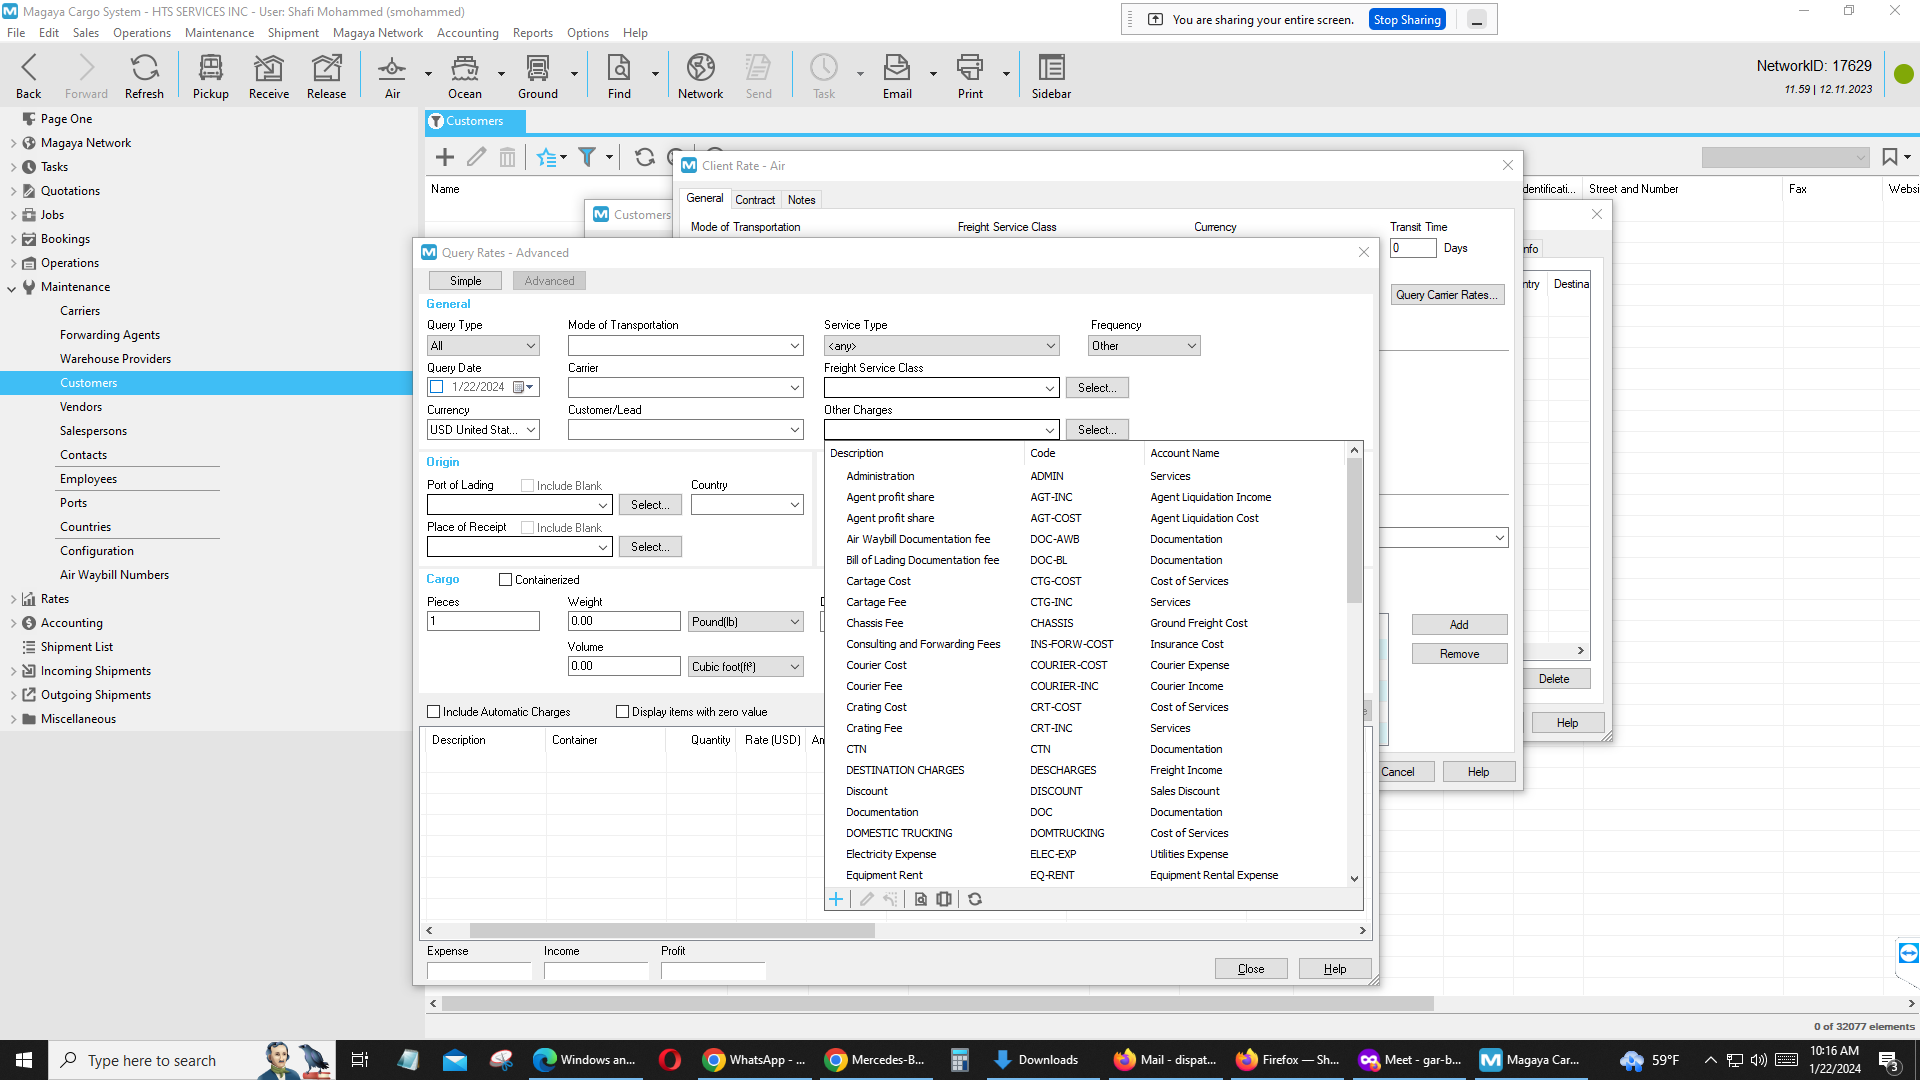 Magaya Cargo System - HTS SERVICES INC - User: Shafi Mohammed (smohammed)
You are sharing your entire screen.
Stop Sharing
File Edit Sales Operations Maintenance Shipment Magaya Network Accounting Reports Options Help
Back Forward Refresh Pickup Receive Release Air Ocean Ground Find Network Send Task Email Print Sidebar
NetworkID: 17629
11.59 | 12.11.2023
Page One
Magaya Network
Tasks
Quotations
Jobs
Bookings
Operations
Maintenance
Carriers
Forwarding Agents
Warehouse Providers
Customers
Vendors
Salespersons
Contacts
Employees
Ports
Countries
Configuration
Air Waybill Numbers
Rates
Accounting
Shipment List
Incoming Shipments
Outgoing Shipments
Miscellaneous
Customers
Name
Street and Number Fax
Customers
Client Rate - Air
General Contract Notes
Mode of Transportation Freight Service Class Currency Transit Time
0 Days
Query Carrier Rates...
Add
Remove
Cancel Help
Delete
Help
Query Rates - Advanced
Simple Advanced
General
Query Type Mode of Transportation Service Type Frequency
All <any> Other
Query Date Carrier Freight Service Class
1/22/2024 Select...
Currency Customer/Lead Other Charges
USD United Stat... Select...
Origin
Port of Lading Include Blank Country
Select...
Place of Receipt Include Blank
Select...
Cargo Containerized
Pieces Weight
1 0.00 Pound(lb)
Volume
0.00 Cubic foot(ft³)
Include Automatic Charges Display items with zero value
Description Container Quantity Rate (USD)
Description Code Account Name
Administration ADMIN Services
Agent profit share AGT-INC Agent Liquidation Income
Agent profit share AGT-COST Agent Liquidation Cost
Air Waybill Documentation fee DOC-AWB Documentation
Bill of Lading Documentation fee DOC-BL Documentation
Cartage Cost CTG-COST Cost of Services
Cartage Fee CTG-INC Services
Chassis Fee CHASSIS Ground Freight Cost
Consulting and Forwarding Fees INS-FORW-COST Insurance Cost
Courier Cost COURIER-COST Courier Expense
Courier Fee COURIER-INC Courier Income
Crating Cost CRT-COST Cost of Services
Crating Fee CRT-INC Services
CTN CTN Documentation
DESTINATION CHARGES DESCHARGES Freight Income
Discount DISCOUNT Sales Discount
Documentation DOC Documentation
DOMESTIC TRUCKING DOMTRUCKING Cost of Services
Electricity Expense ELEC-EXP Utilities Expense
Equipment Rent EQ-RENT Equipment Rental Expense
Expense Income Profit
Close Help
0 of 32077 elements
Type here to search
Windows an... WhatsApp - ... Mercedes-B... Downloads Mail - dispat... Firefox — Sh... Meet - gar-b... Magaya Car...
59°F
10:16 AM
1/22/2024
3